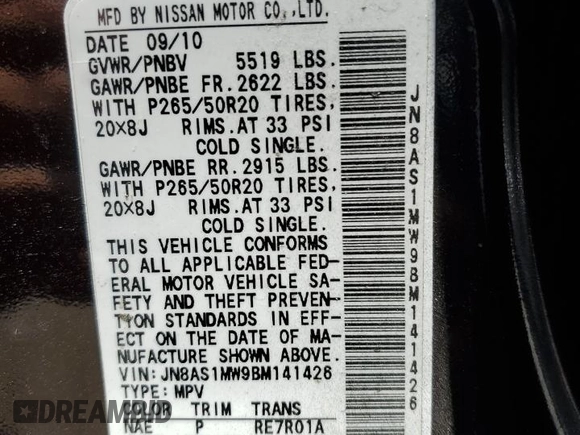 MFD BY NISSAN MOTOR CO.,LTD.
DATE 09/10
GVWR/PNBV 5519 LBS.
GAWR/PNBE FR.2622 LBS.
WITH P265/50R20 TIRES,
20X8J RIMS.AT 33 PSI
COLD SINGLE.
GAWR/PNBE RR.2915 LBS.
WITH P265/50R20 TIRES,
20X8J RIMS.AT 33 PSI
COLD SINGLE.
THIS VEHICLE CONFORMS
TO ALL APPLICABLE FED-
ERAL MOTOR VEHICLE SA-
FETY AND THEFT PREVEN-
TION STANDARDS IN EFF-
ECT ON THE DATE OF MA-
NUFACTURE SHOWN ABOVE.
VIN: JN8AS1MW9BM141426
TYPE: MPV
COLOR TRIM TRANS
NAE P RE7R01A
JN8AS1MW9BM141426
DREAMBID